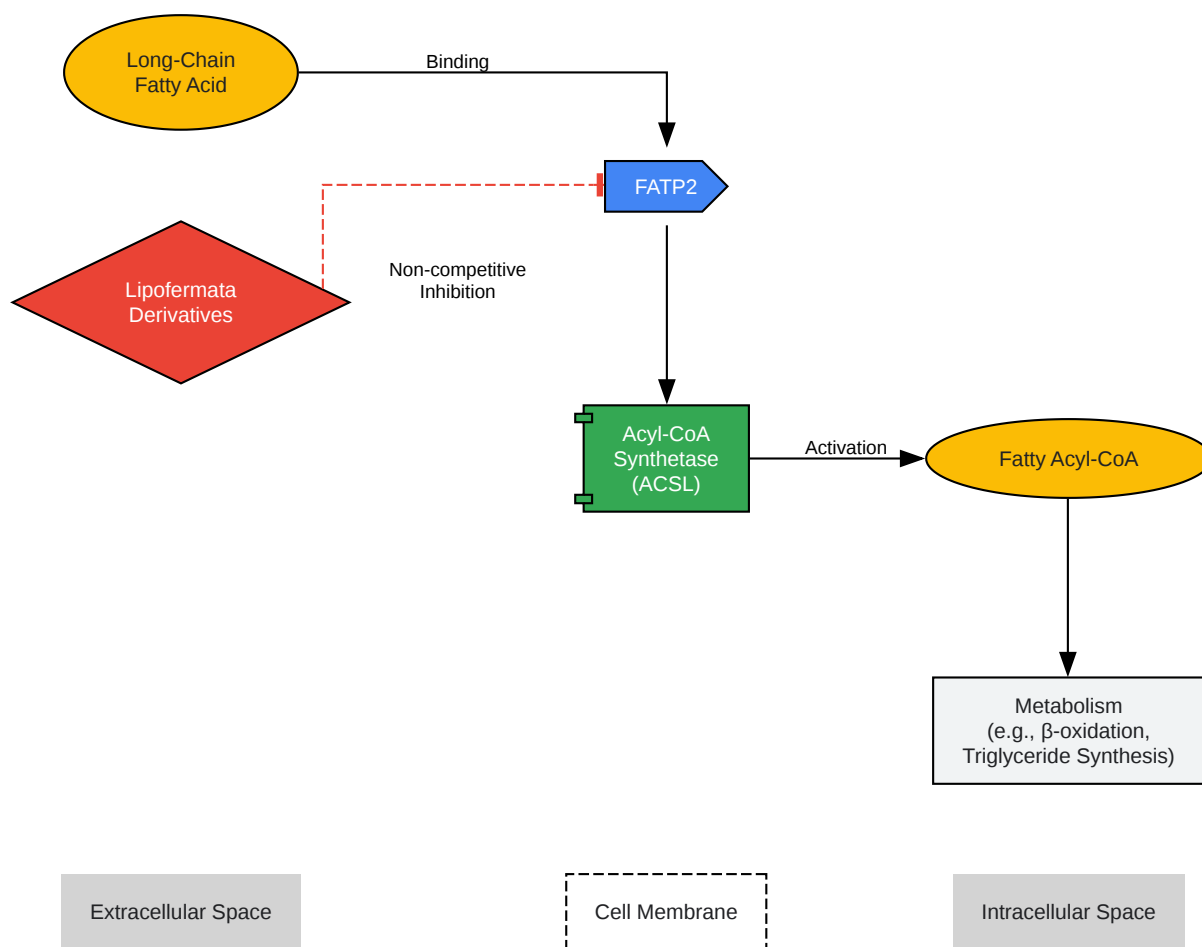 Long-Chain
Fatty Acid
Binding
FATP2
Lipofermata
Derivatives
Non-competitive
Inhibition
Acyl-CoA
Synthetase
(ACSL)
Activation
Fatty Acyl-CoA
Metabolism
(e.g., β-oxidation,
Triglyceride Synthesis)
Extracellular Space
Cell Membrane
Intracellular Space